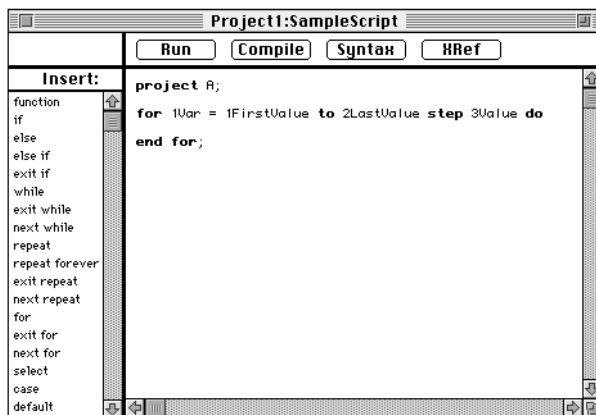 Project1:SampleScript
Run Compile Syntax XRef
Insert:
function
if
else
else if
exit if
while
exit while
next while
repeat
repeat forever
exit repeat
next repeat
for
exit for
next for
select
case
default
project A;
for 1Var = 1FirstValue to 2LastValue step 3Value do
end for;